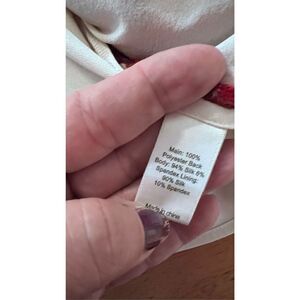 Main: 100%
Polyester Back
Body: 94% Silk 6%
Spandex Lining:
90% Silk
10% Spandex
Made in china